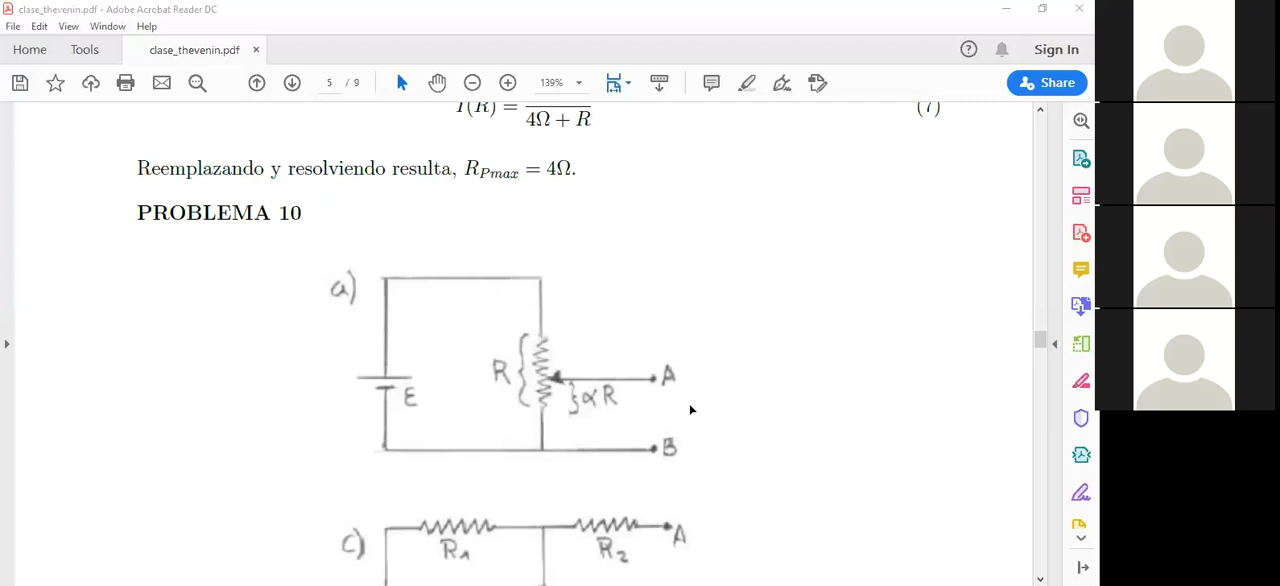 clase_thevenin.pdf - Adobe Acrobat Reader DC
File Edit View Window Help
Home Tools clase_thevenin.pdf × Sign In
5 / 9 139% Share
I(R) = 4Ω + R (7)
Reemplazando y resolviendo resulta, R_Pmax = 4Ω.
PROBLEMA 10
a)
R { } αR A
E
B
c) R1 R2 A